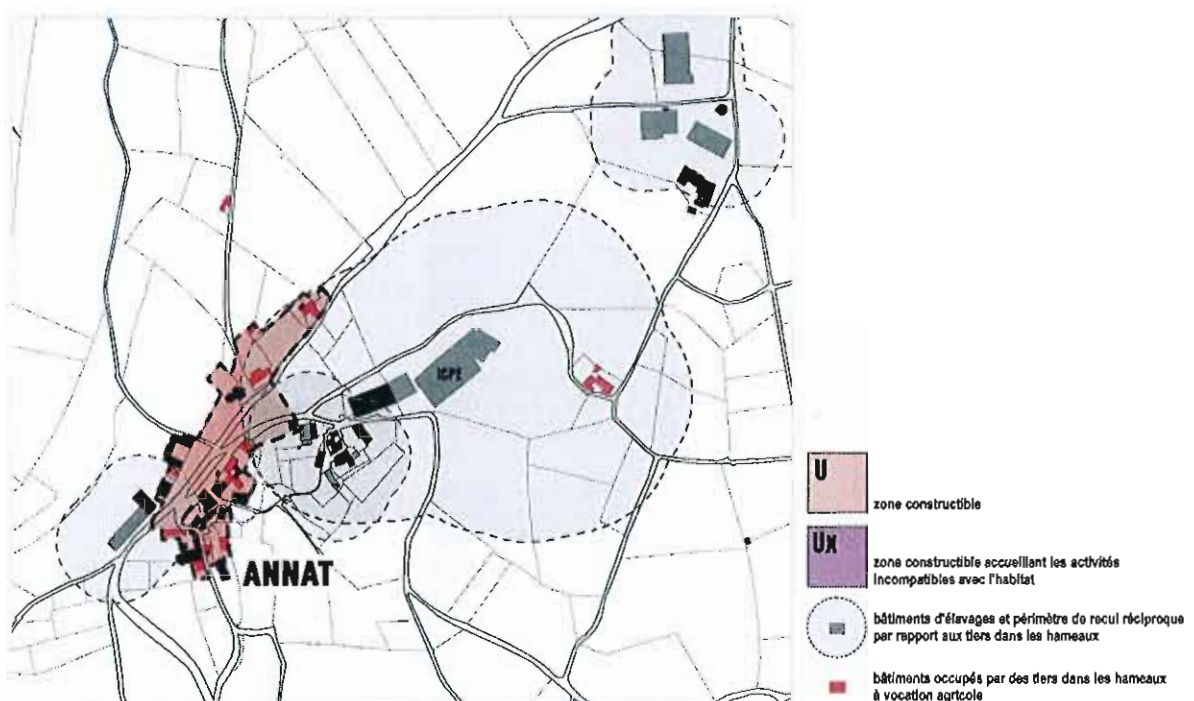 ICPE
ANNAT
U
zone constructible
Ux
zone constructible accueillant les activités
incompatibles avec l'habitat
bâtiments d'élevages et périmètre de recul réciproque
par rapport aux tiers dans les hameaux
bâtiments occupés par des tiers dans les hameaux
à vocation agricole